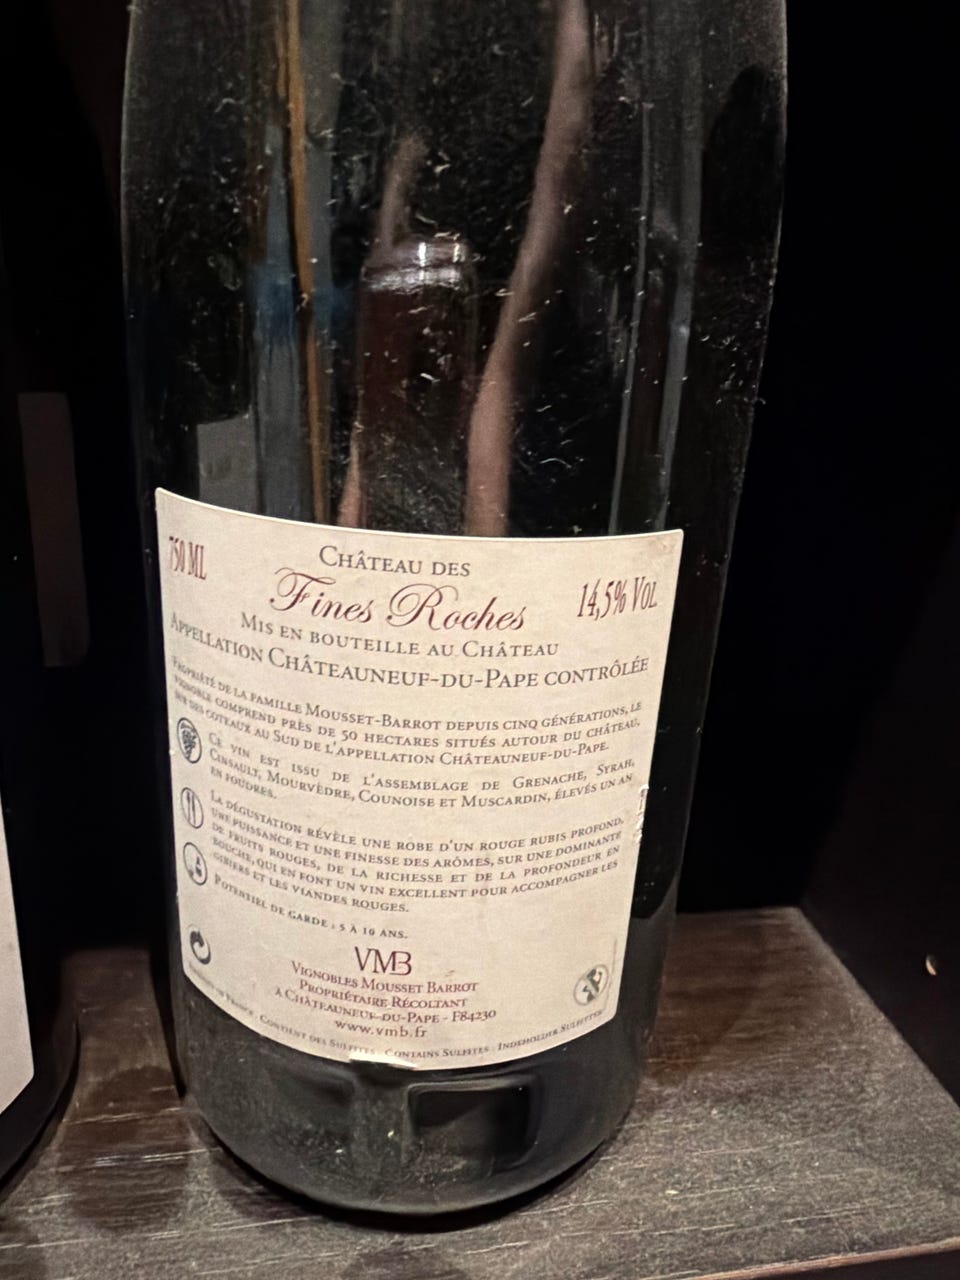 750 ML
CHÂTEAU DES
Fines Roches
14,5% VOL
MIS EN BOUTEILLE AU CHÂTEAU
APPELLATION CHÂTEAUNEUF-DU-PAPE CONTRÔLÉE
PROPRIÉTÉ DE LA FAMILLE MOUSSET-BARROT DEPUIS CINQ GÉNÉRATIONS, LE
VIGNOBLE COMPREND PRÈS DE 50 HECTARES SITUÉS AUTOUR DU CHÂTEAU,
SUR DES COTEAUX AU SUD DE L'APPELLATION CHÂTEAUNEUF-DU-PAPE.
CE VIN EST ISSU DE L'ASSEMBLAGE DE GRENACHE, SYRAH,
CINSAULT, MOURVÈDRE, COUNOISE ET MUSCARDIN, ÉLEVÉS UN AN
EN FOUDRES.
LA DÉGUSTATION RÉVÈLE UNE ROBE D'UN ROUGE RUBIS PROFOND,
UNE PUISSANCE ET UNE FINESSE DES ARÔMES, SUR UNE DOMINANTE
DE FRUITS ROUGES, DE LA RICHESSE ET DE LA PROFONDEUR EN
BOUCHE, QUI EN FONT UN VIN EXCELLENT POUR ACCOMPAGNER LES
GIBIERS ET LES VIANDES ROUGES.
POTENTIEL DE GARDE : 5 À 10 ANS.
VMB
VIGNOBLES MOUSSET BARROT
PROPRIÉTAIRE-RÉCOLTANT
À CHÂTEAUNEUF-DU-PAPE - F84230
www.vmb.fr
FRANCE - CONTIENT DES SULFITES - CONTAINS SULFITES - INDEHOLDER SULFITTER